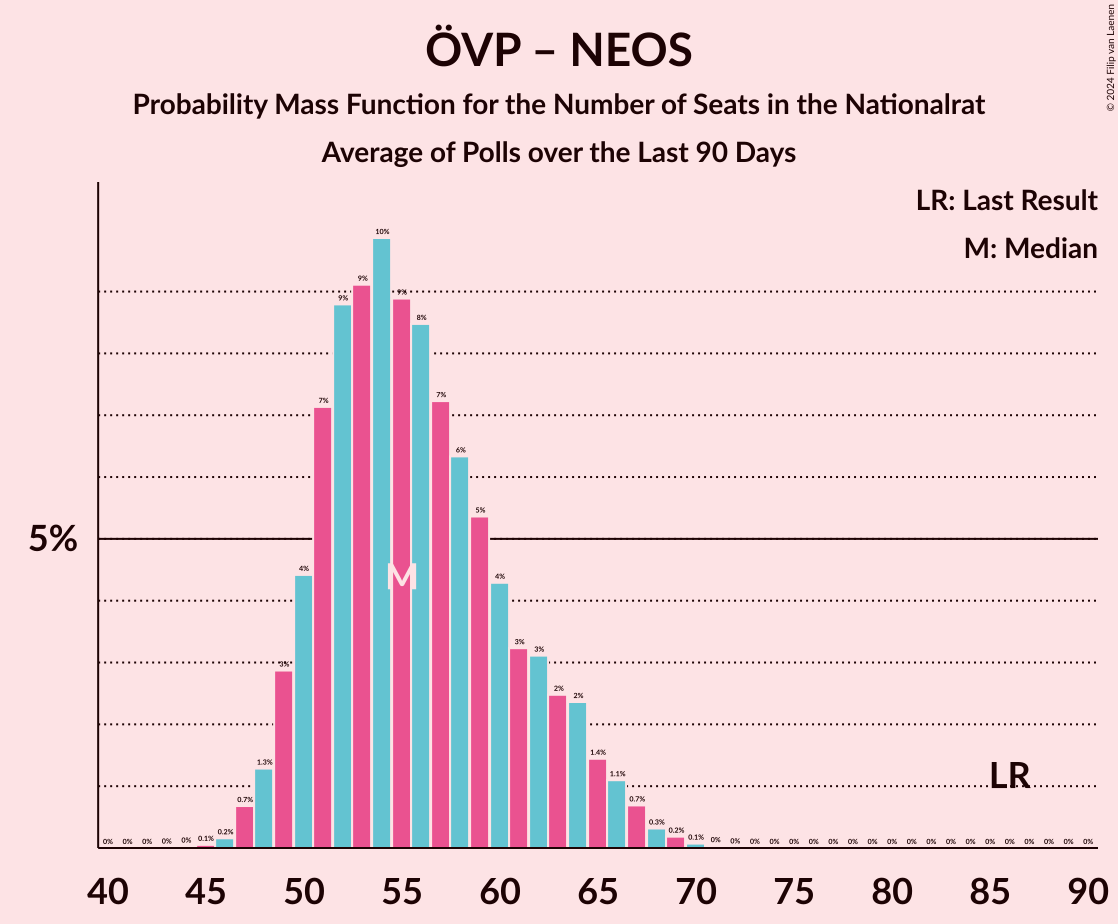 ÖVP – NEOS
Probability Mass Function for the Number of Seats in the Nationalrat
Average of Polls over the Last 90 Days
© 2024 Filip van Laenen
LR: Last Result
M: Median
5%
0% 0% 0% 0% 0% 0.1% 0.2% 0.7% 1.3% 3% 4% 7% 9% 9% 10% 9% 8% 7% 6% 5% 4% 3% 3% 2% 2% 1.4% 1.1% 0.7% 0.3% 0.2% 0.1% 0% 0% 0% 0% 0% 0% 0% 0% 0% 0% 0% 0% 0% 0% 0% 0% 0% 0% 0% 0%
M
LR
40 45 50 55 60 65 70 75 80 85 90